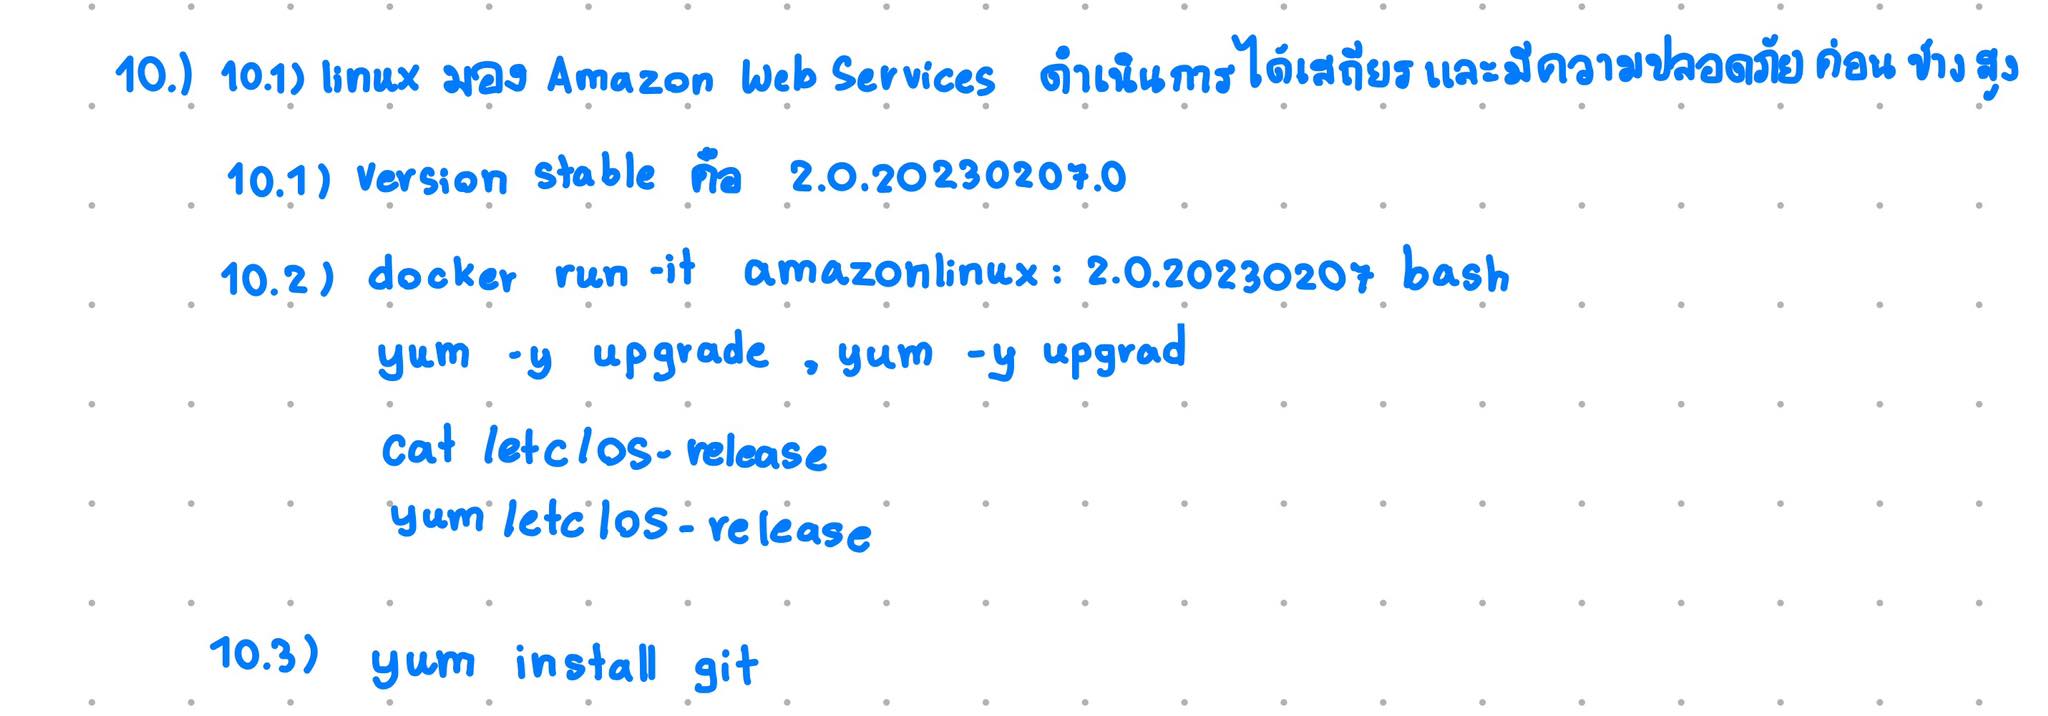 10.) 10.1) linux มอง Amazon Web Services ดำเนินการได้เสถียรและมีความปลอดภัยค่อนข้างสูง
10.1) Version stable คือ 2.0.20230207.0
10.2) docker run -it amazonlinux: 2.0.20230207 bash
yum -y upgrade , yum -y upgrad
cat /etc/os-release
yum /etc/os-release
10.3) yum install git